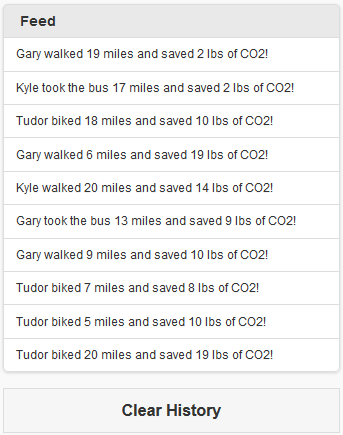 Feed
Gary walked 19 miles and saved 2 lbs of CO2!
Kyle took the bus 17 miles and saved 2 lbs of CO2!
Tudor biked 18 miles and saved 10 lbs of CO2!
Gary walked 6 miles and saved 19 lbs of CO2!
Kyle walked 20 miles and saved 14 lbs of CO2!
Gary took the bus 13 miles and saved 9 lbs of CO2!
Gary walked 9 miles and saved 10 lbs of CO2!
Tudor biked 7 miles and saved 8 lbs of CO2!
Tudor biked 5 miles and saved 10 lbs of CO2!
Tudor biked 20 miles and saved 19 lbs of CO2!
Clear History